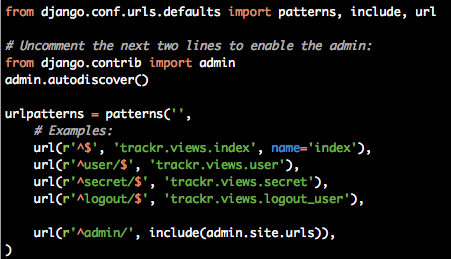 from django.conf.urls.defaults import patterns, include, url
# Uncomment the next two lines to enable the admin:
from django.contrib import admin
admin.autodiscover()
urlpatterns = patterns('',
    # Examples:
    url(r'^$', 'trackr.views.index', name='index'),
    url(r'^user/$', 'trackr.views.user'),
    url(r'^secret/$', 'trackr.views.secret'),
    url(r'^logout/$', 'trackr.views.logout_user'),
    url(r'^admin/', include(admin.site.urls)),
)